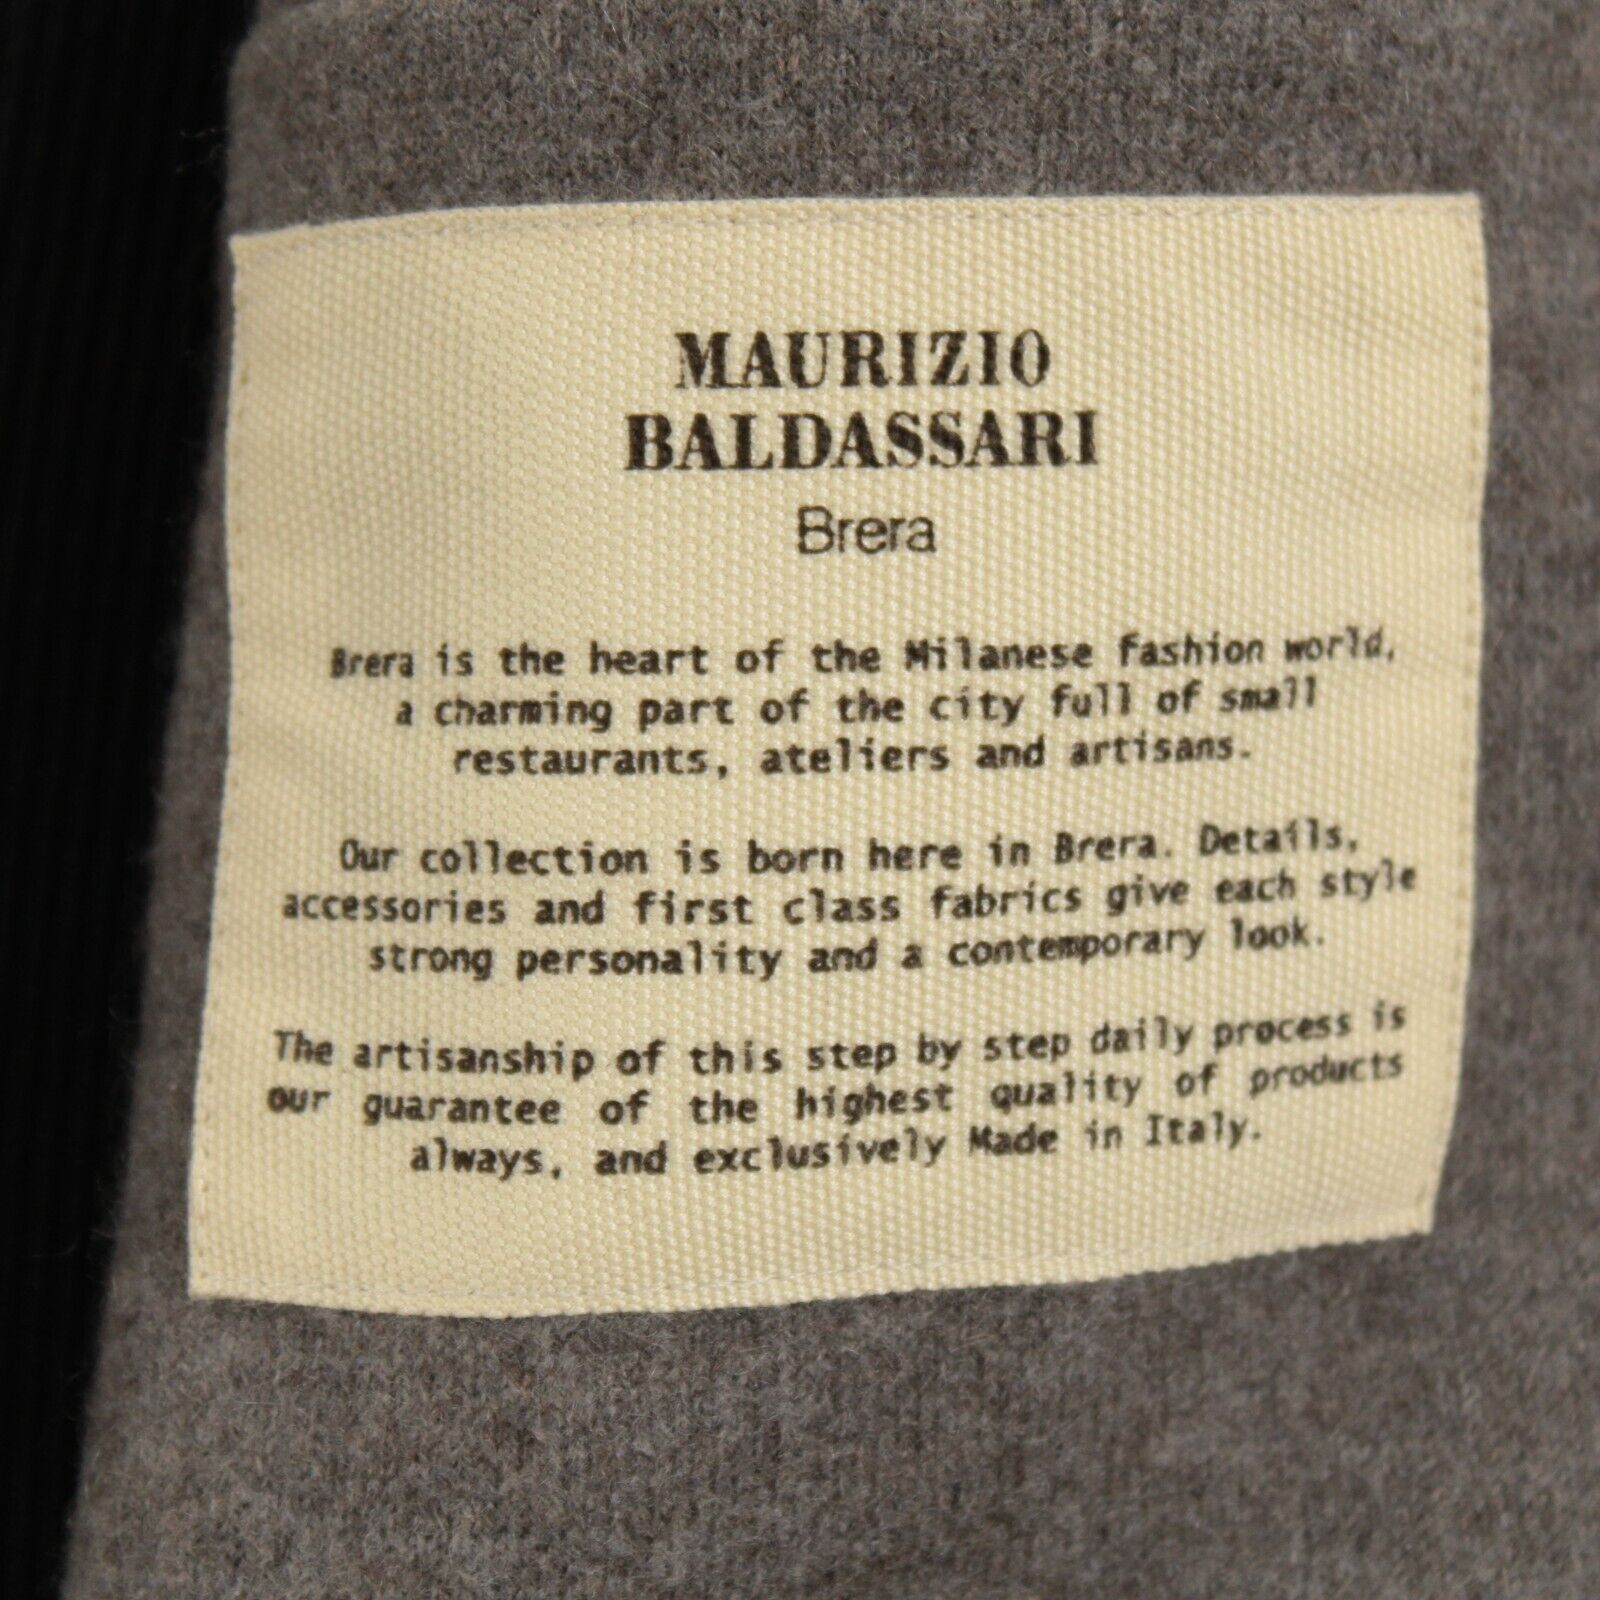 MAURIZIO
BALDASSARI
Brera
Brera is the heart of the Milanese fashion world,
a charming part of the city full of small
restaurants, ateliers and artisans.
Our collection is born here in Brera. Details,
accessories and first class fabrics give each style
strong personality and a contemporary look.
The artisanship of this step by step daily process is
our guarantee of the highest quality of products
always, and exclusively Made in Italy.